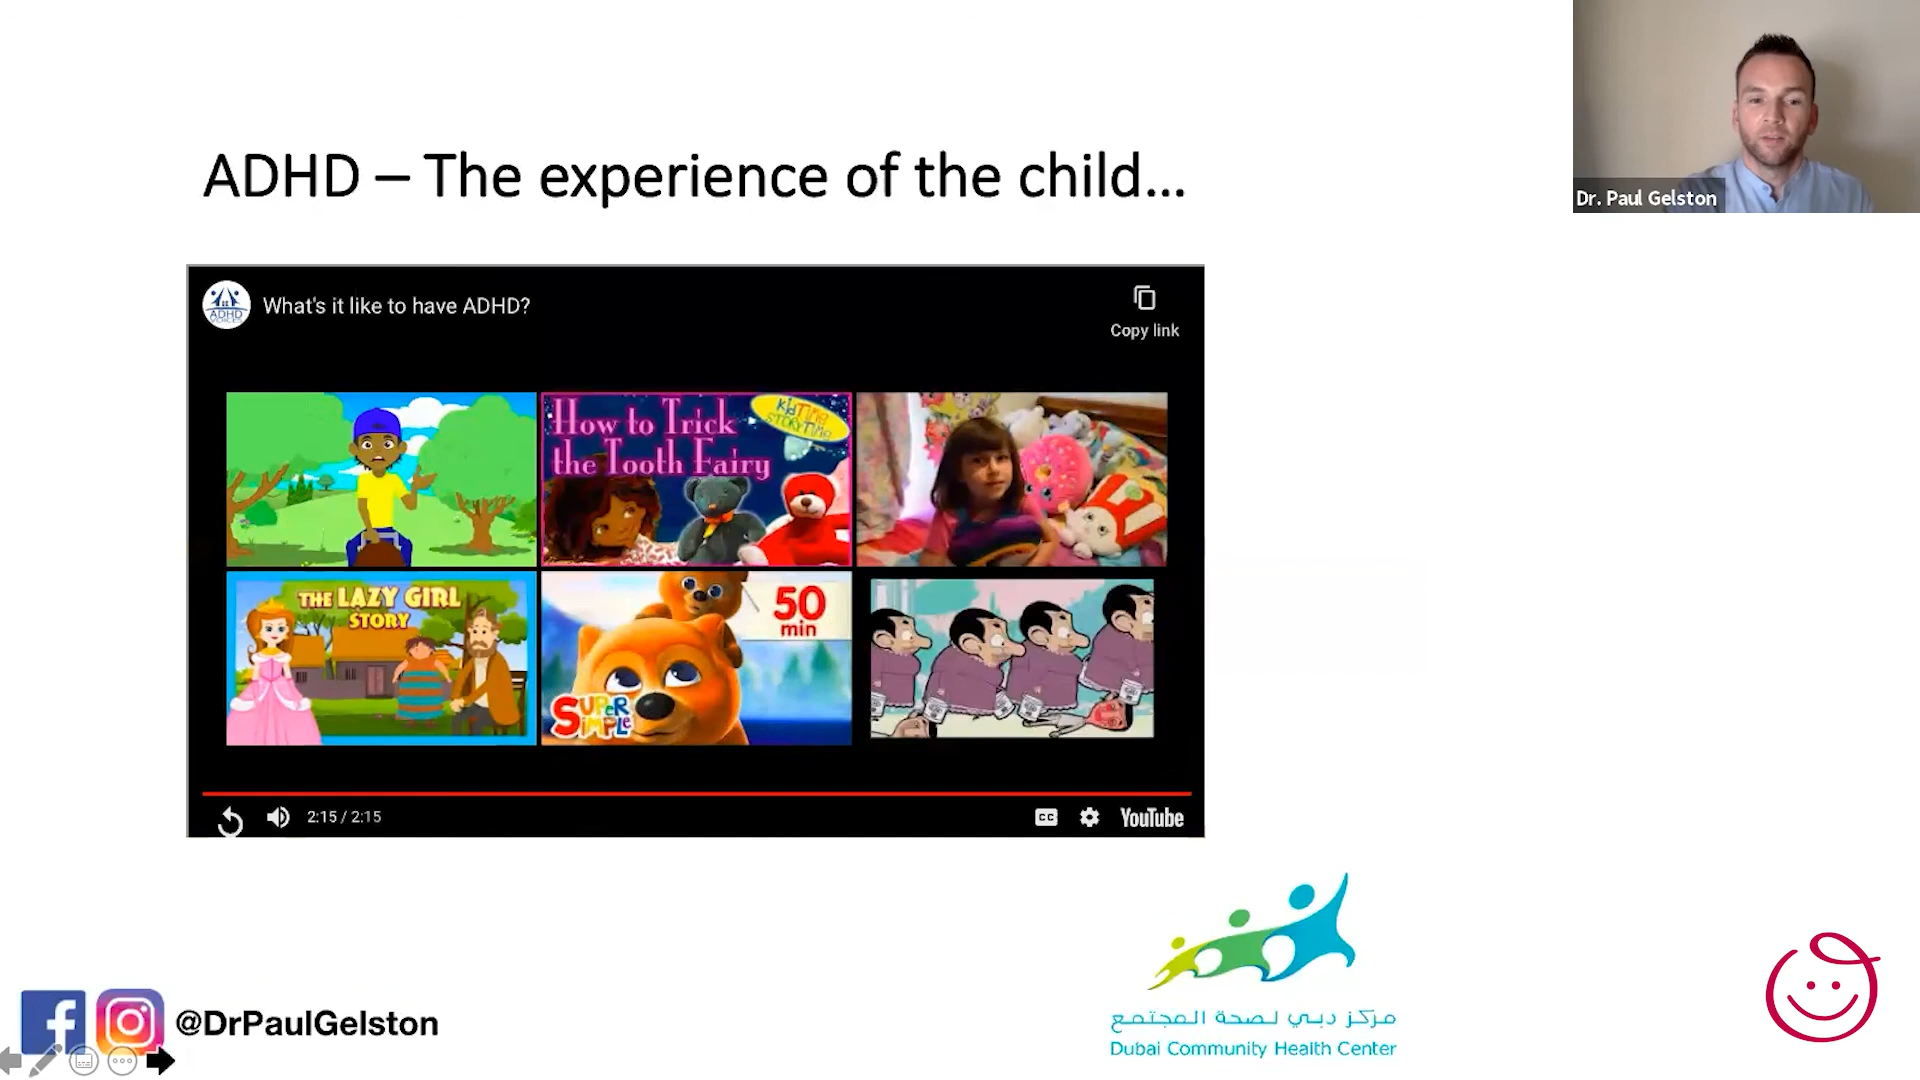 Dr. Paul Gelston
ADHD – The experience of the child...
ADHD
VOICES
What's it like to have ADHD?
Copy link
How to Trick
the Tooth Fairy
KidTime
StoryTime
THE LAZY GIRL
STORY
50
min
SUPER
SIMPLE
2:15 / 2:15
CC
YouTube
@DrPaulGelston
مركز دبي لصحة المجتمع
Dubai Community Health Center